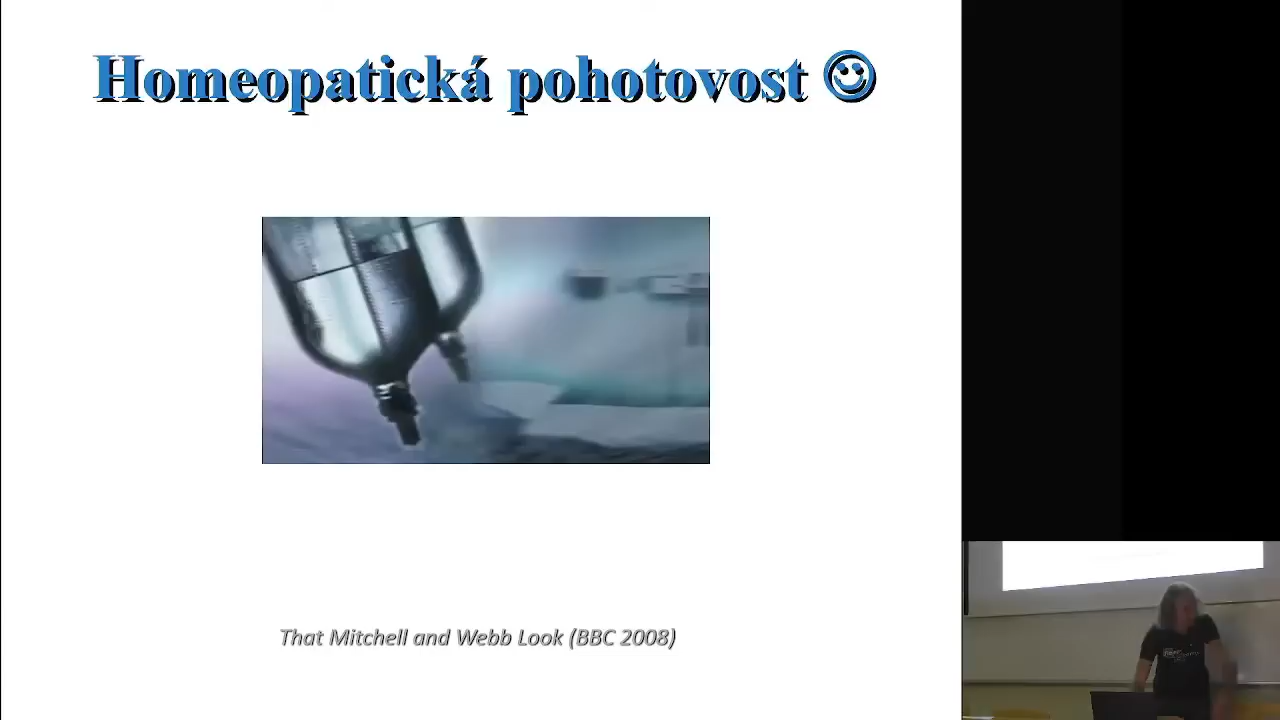 Homeopatická pohotovost ☺
That Mitchell and Webb Look (BBC 2008)